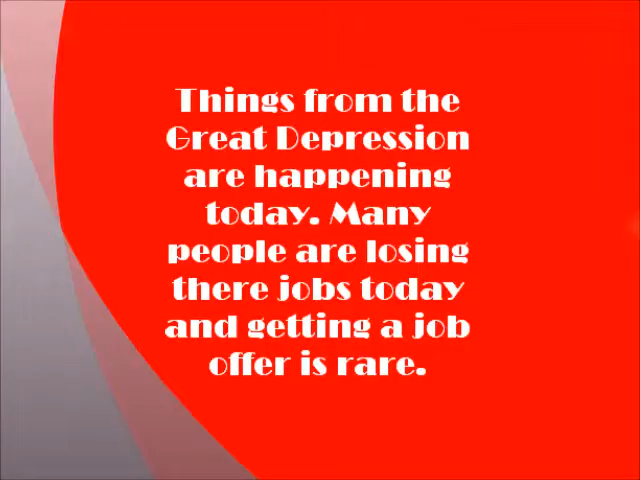 Things from the
Great Depression
are happening
today. Many
people are losing
there jobs today
and getting a job
offer is rare.